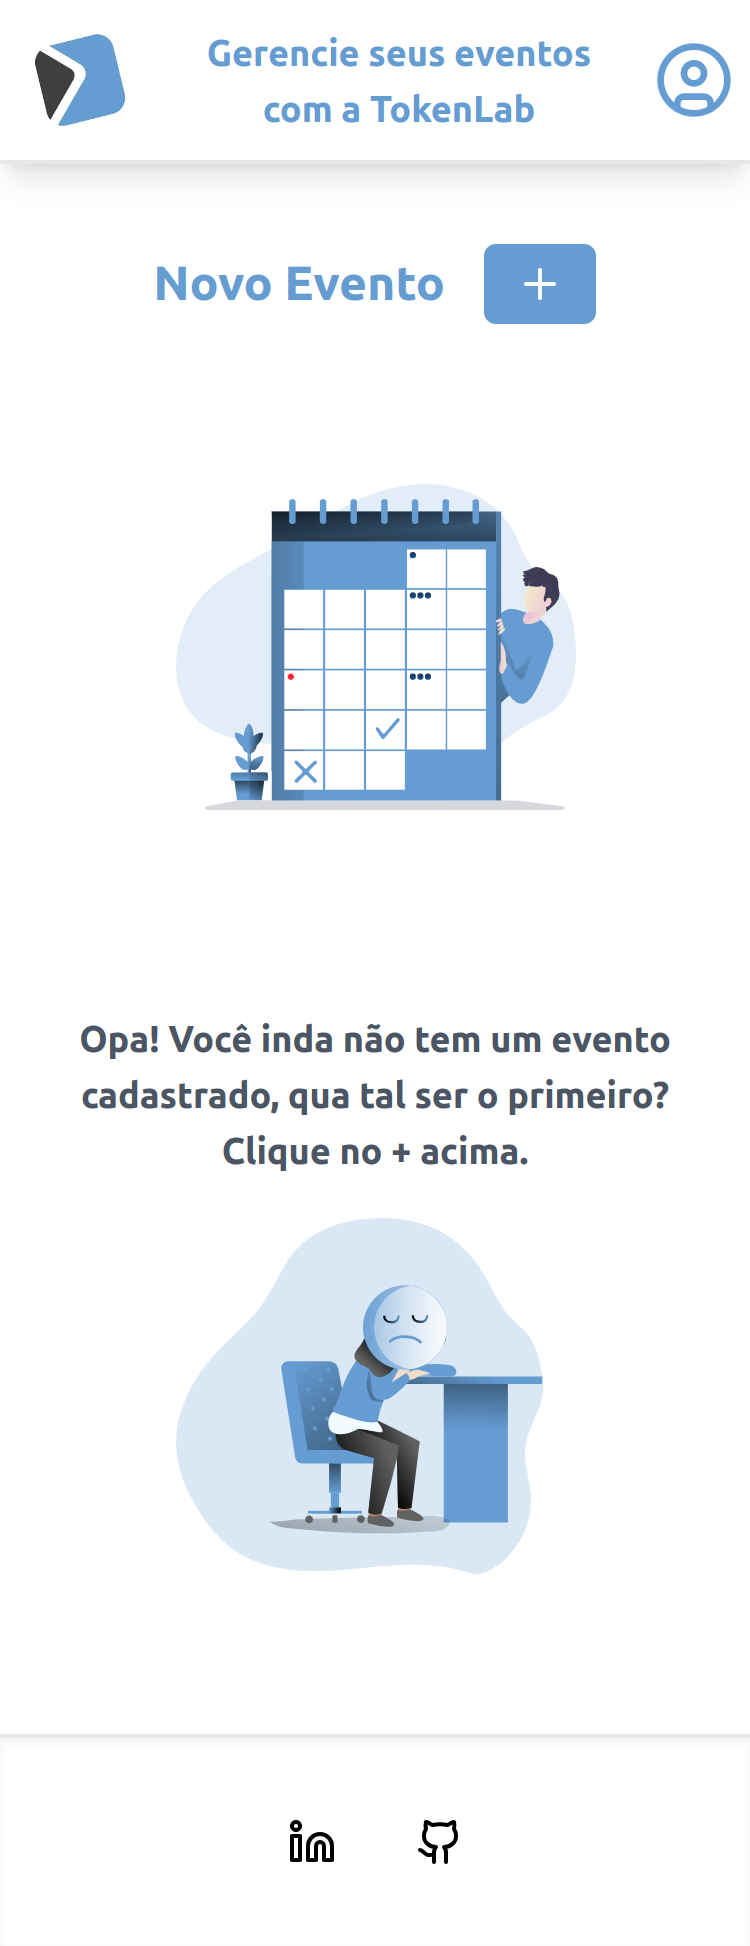 Gerencie seus eventos
com a TokenLab
Novo Evento
Opa! Você inda não tem um evento
cadastrado, qua tal ser o primeiro?
Clique no + acima.